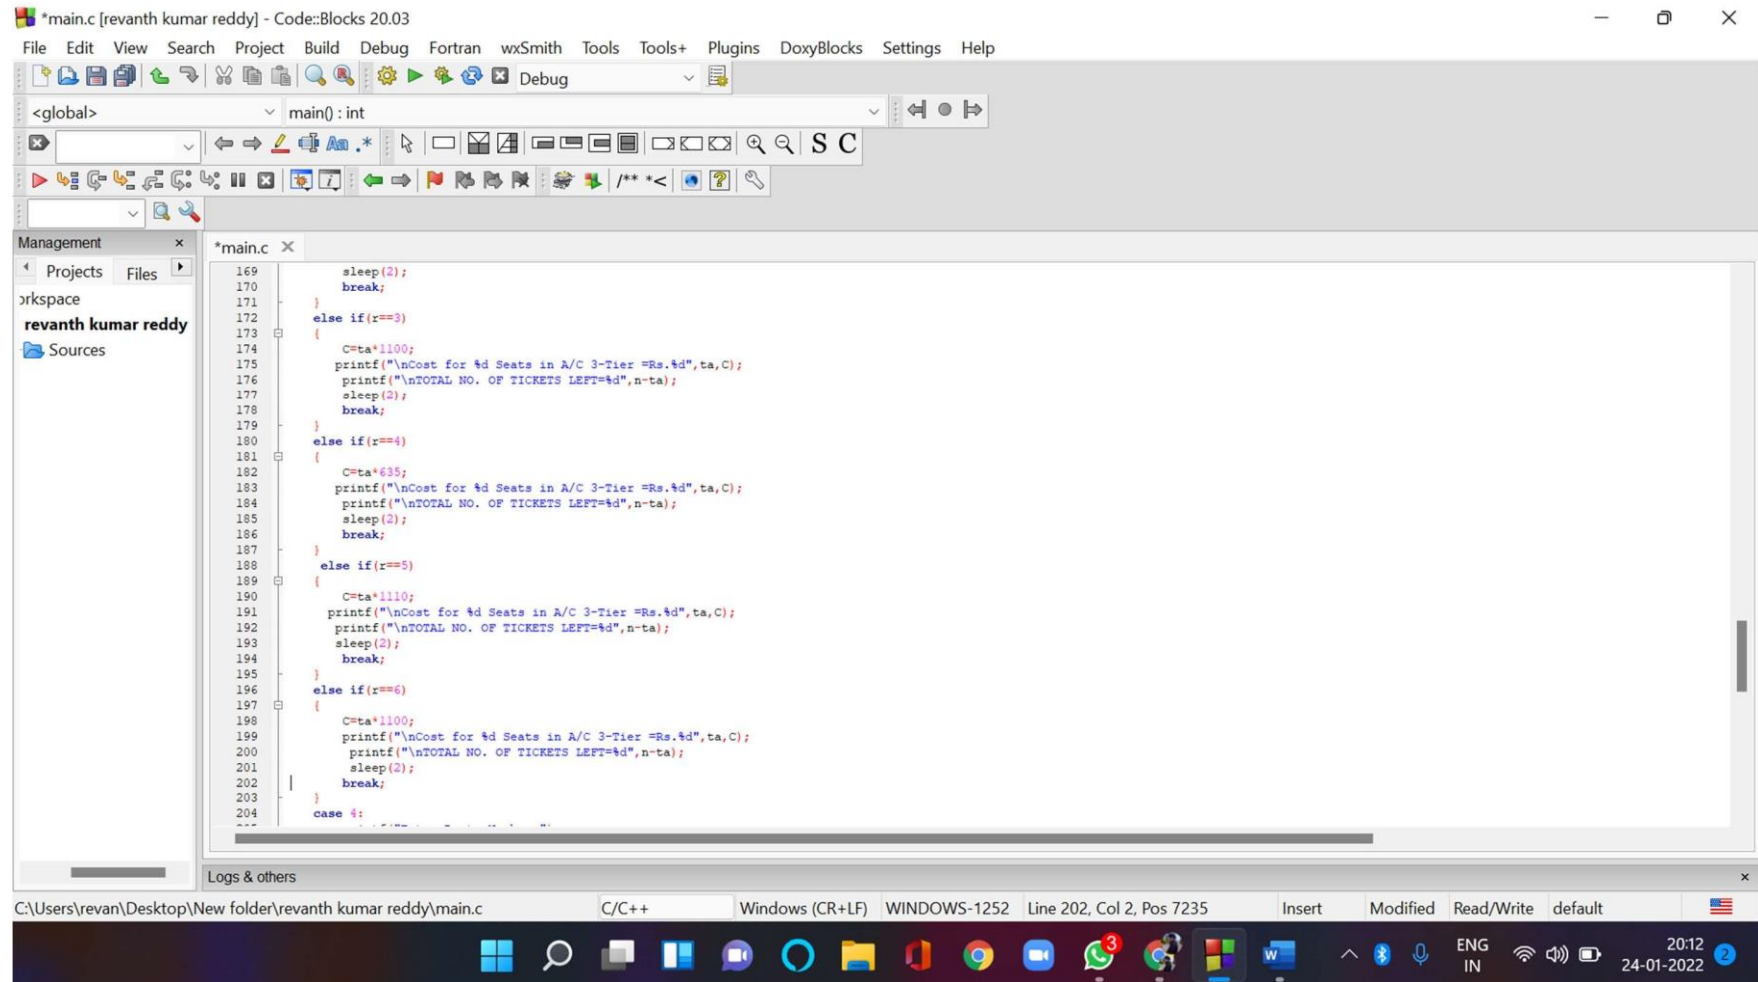 *main.c [revanth kumar reddy] - Code::Blocks 20.03
File Edit View Search Project Build Debug Fortran wxSmith Tools Tools+ Plugins DoxyBlocks Settings Help
Debug
<global> main() : int
S C
/** *<
Management
*main.c
Projects Files
orkspace
revanth kumar reddy
Sources
169 sleep(2);
170 break;
171 }
172 else if(r==3)
173 {
174 C=ta*1100;
175 printf("\nCost for %d Seats in A/C 3-Tier =Rs.%d",ta,C);
176 printf("\nTOTAL NO. OF TICKETS LEFT=%d",n-ta);
177 sleep(2);
178 break;
179 }
180 else if(r==4)
181 {
182 C=ta*635;
183 printf("\nCost for %d Seats in A/C 3-Tier =Rs.%d",ta,C);
184 printf("\nTOTAL NO. OF TICKETS LEFT=%d",n-ta);
185 sleep(2);
186 break;
187 }
188 else if(r==5)
189 {
190 C=ta*1110;
191 printf("\nCost for %d Seats in A/C 3-Tier =Rs.%d",ta,C);
192 printf("\nTOTAL NO. OF TICKETS LEFT=%d",n-ta);
193 sleep(2);
194 break;
195 }
196 else if(r==6)
197 {
198 C=ta*1100;
199 printf("\nCost for %d Seats in A/C 3-Tier =Rs.%d",ta,C);
200 printf("\nTOTAL NO. OF TICKETS LEFT=%d",n-ta);
201 sleep(2);
202 break;
203 }
204 case 4:
Logs & others
C:\Users\revan\Desktop\New folder\revanth kumar reddy\main.c C/C++ Windows (CR+LF) WINDOWS-1252 Line 202, Col 2, Pos 7235 Insert Modified Read/Write default
3
W
ENG
IN
20:12
24-01-2022
2